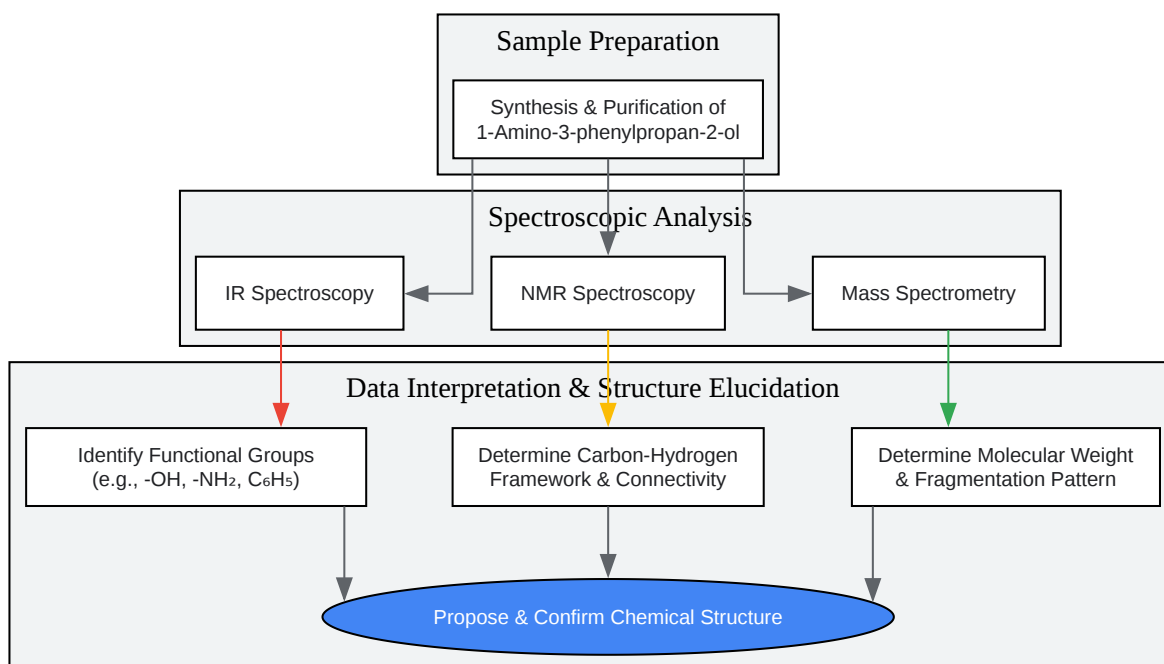 Sample Preparation
Synthesis & Purification of
1-Amino-3-phenylpropan-2-ol
Spectroscopic Analysis
IR Spectroscopy
NMR Spectroscopy
Mass Spectrometry
Data Interpretation & Structure Elucidation
Identify Functional Groups
(e.g., -OH, -NH₂, C₆H₅)
Determine Carbon-Hydrogen
Framework & Connectivity
Determine Molecular Weight
& Fragmentation Pattern
Propose & Confirm Chemical Structure